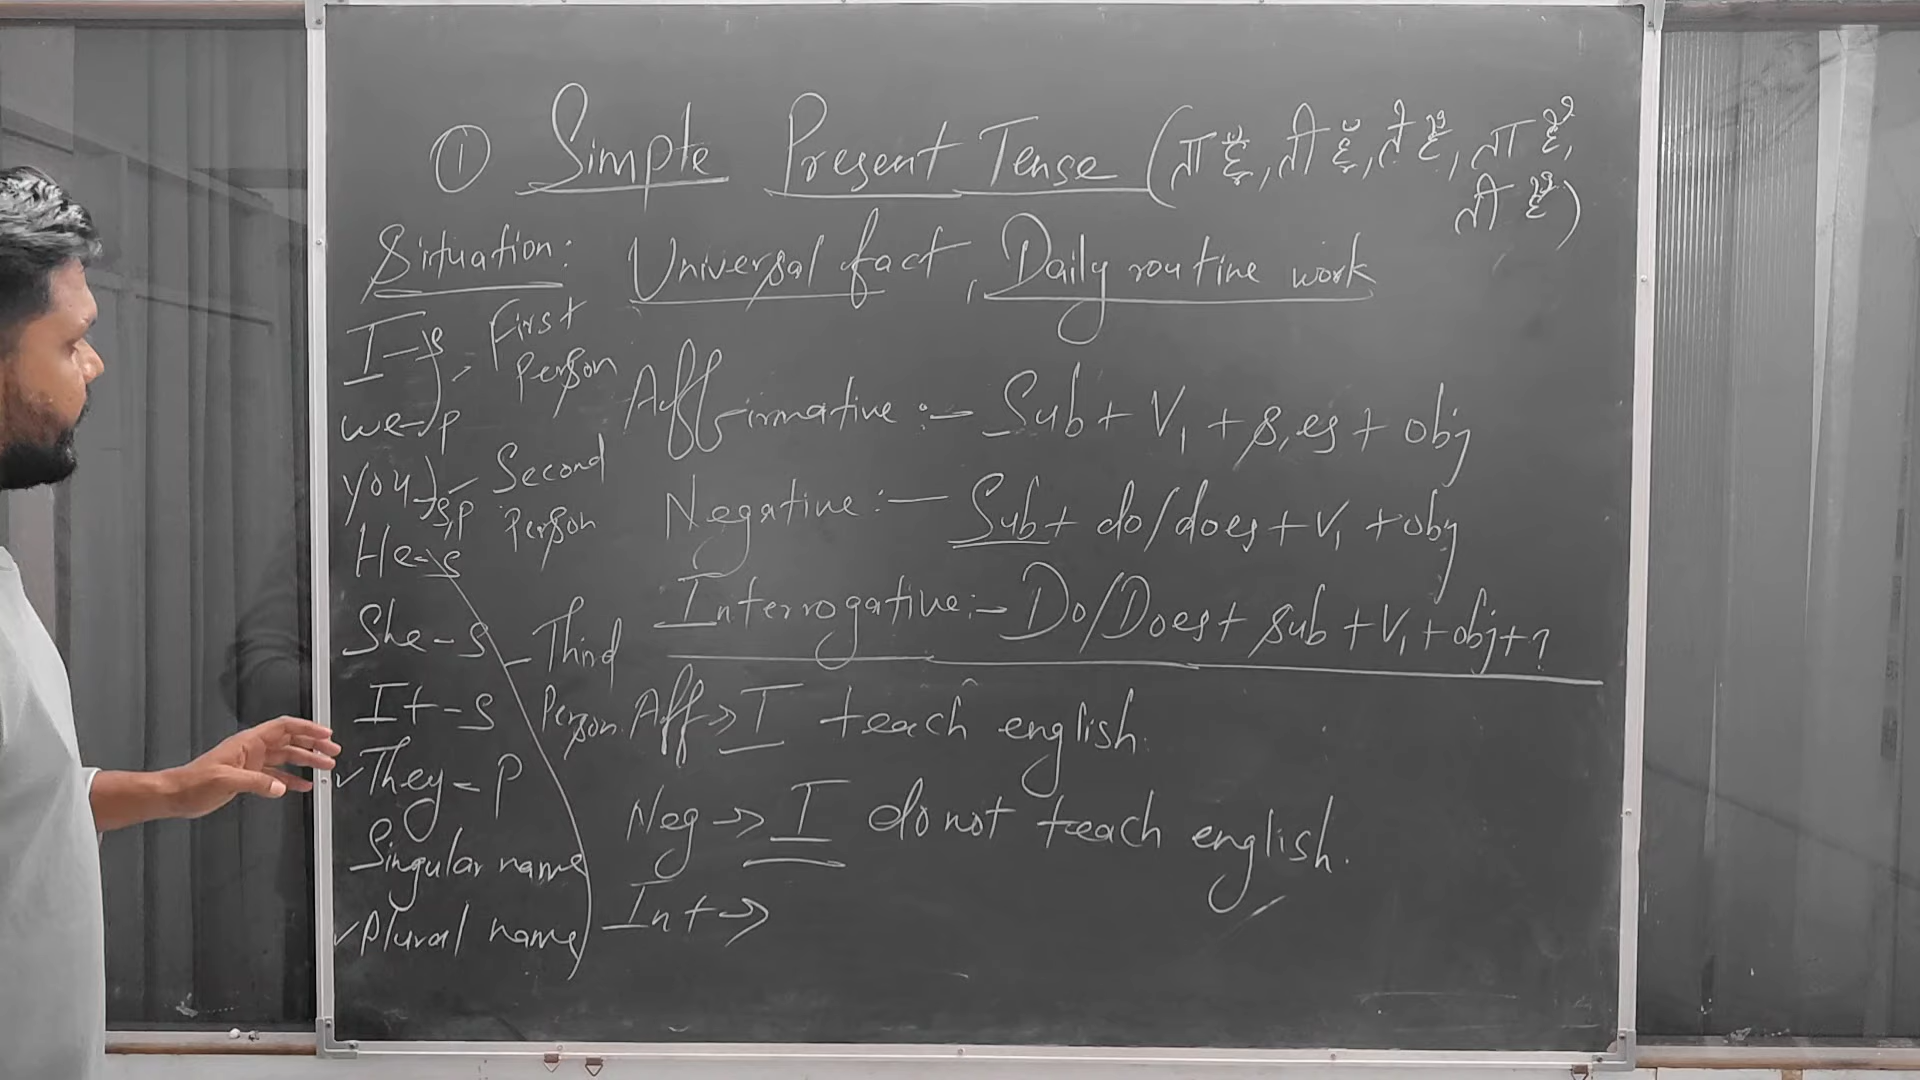 ① Simple Present Tense (ता हूँ, ती हूँ, ते हैं, ता है,
ती है)
Situation: Universal fact, Daily routine work
I-s, First Person
we-p
You-s,p - Second Person
He-s
She-s - Third Person
It-s
✓They-p
Singular name
✓Plural name
Affirmative :- Sub + V₁ + s,es + obj
Negative :- Sub + do/does + V₁ + obj
Interrogative :- Do/Does + sub + V₁ + obj + ?
Aff → I teach english.
Neg → I do not teach english.
Int →